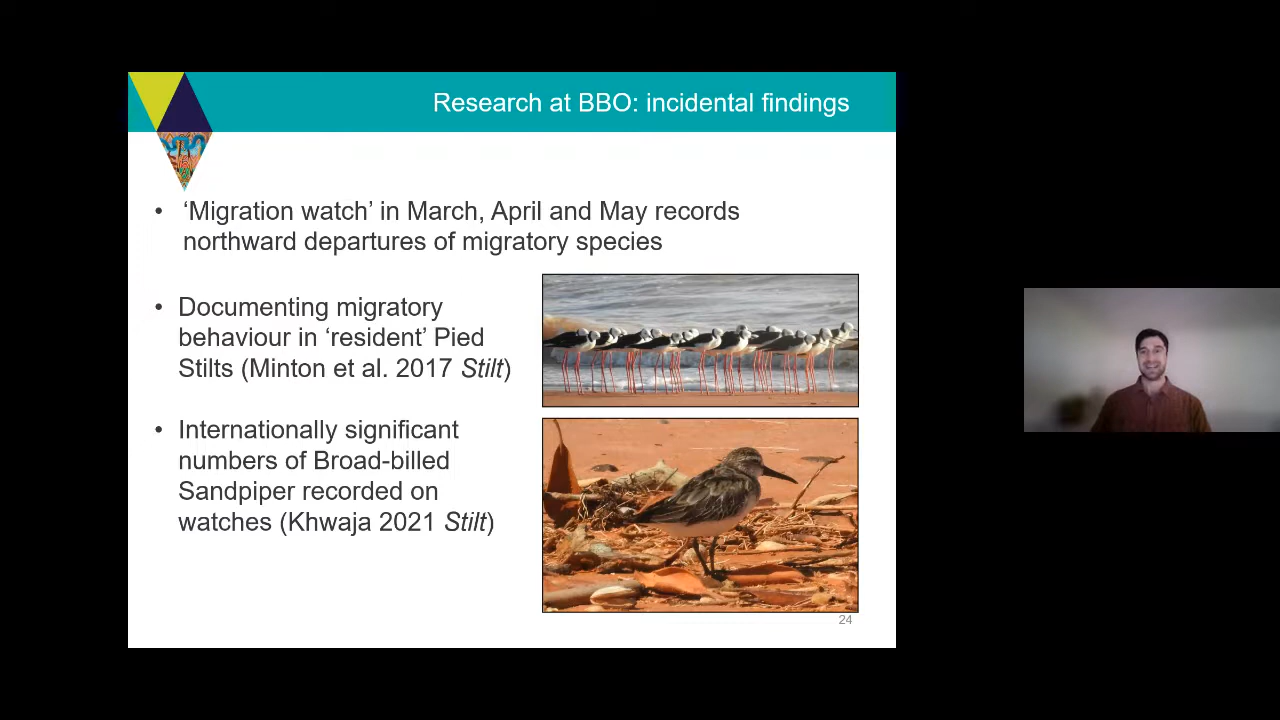 Research at BBO: incidental findings
• ‘Migration watch’ in March, April and May records
northward departures of migratory species
• Documenting migratory
behaviour in ‘resident’ Pied
Stilts (Minton et al. 2017 Stilt)
• Internationally significant
numbers of Broad-billed
Sandpiper recorded on
watches (Khwaja 2021 Stilt)
24